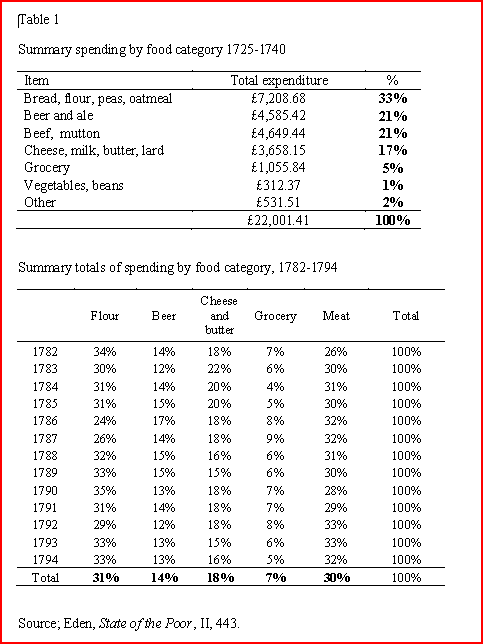 Table 1
Summary spending by food category 1725-1740
Item Total expenditure %
Bread, flour, peas, oatmeal £7,208.68 33%
Beer and ale £4,585.42 21%
Beef, mutton £4,649.44 21%
Cheese, milk, butter, lard £3,658.15 17%
Grocery £1,055.84 5%
Vegetables, beans £312.37 1%
Other £531.51 2%
£22,001.41 100%
Summary totals of spending by food category, 1782-1794
Flour Beer Cheese and butter Grocery Meat Total
1782 34% 14% 18% 7% 26% 100%
1783 30% 12% 22% 6% 30% 100%
1784 31% 14% 20% 4% 31% 100%
1785 31% 15% 20% 5% 30% 100%
1786 24% 17% 18% 8% 32% 100%
1787 26% 14% 18% 9% 32% 100%
1788 32% 15% 16% 6% 31% 100%
1789 33% 15% 15% 6% 30% 100%
1790 35% 13% 18% 7% 28% 100%
1791 31% 14% 18% 7% 29% 100%
1792 29% 12% 18% 8% 33% 100%
1793 33% 13% 15% 6% 33% 100%
1794 33% 13% 16% 5% 32% 100%
Total 31% 14% 18% 7% 30% 100%
Source; Eden, State of the Poor, II, 443.